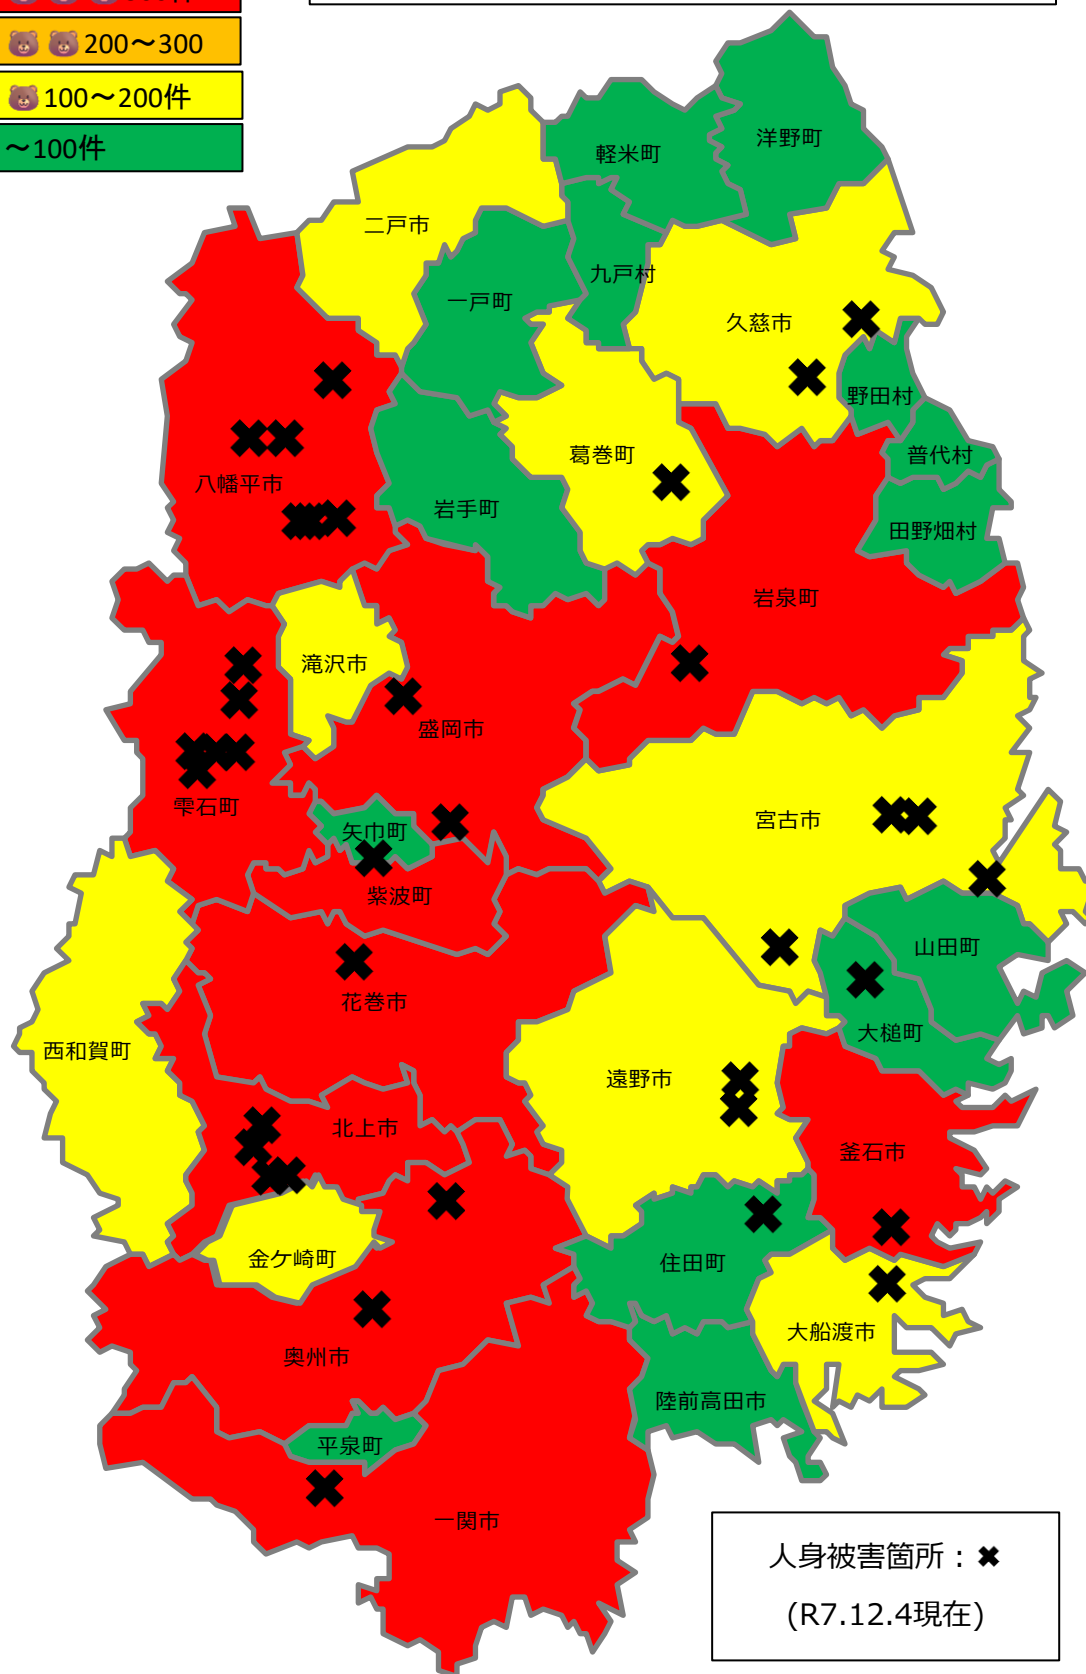 200～300
100～200件
～100件
洋野町
軽米町
二戸市
九戸村
一戸町
久慈市
野田村
葛巻町
普代村
八幡平市
岩手町
田野畑村
岩泉町
滝沢市
盛岡市
雫石町
宮古市
矢巾町
紫波町
山田町
花巻市
大槌町
西和賀町
遠野市
北上市
釜石市
金ケ崎町
住田町
大船渡市
奥州市
陸前高田市
平泉町
一関市
人身被害箇所：✖
(R7.12.4現在)